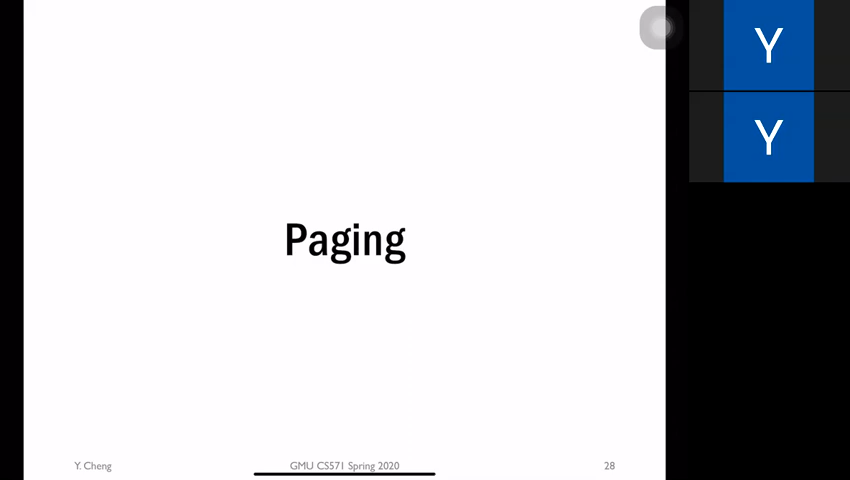 Y
Y
Paging
Y. Cheng
GMU CS571 Spring 2020
28